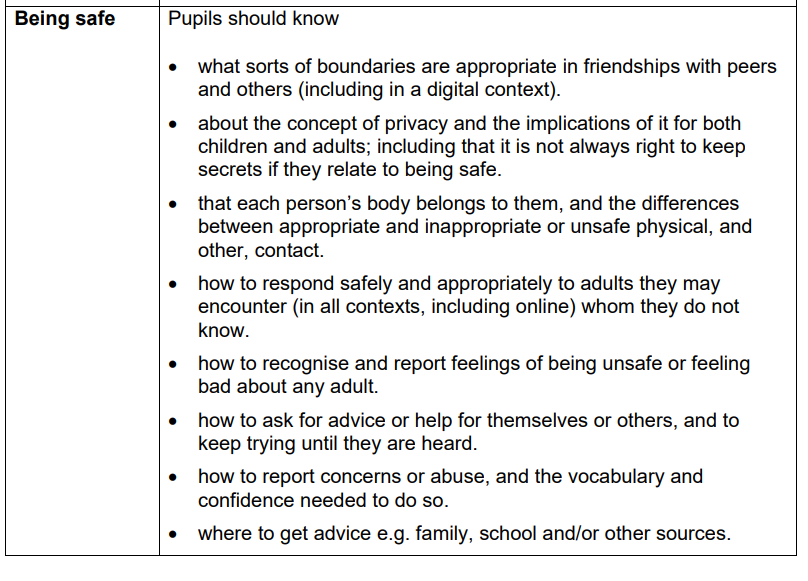 Being safe
Pupils should know
• what sorts of boundaries are appropriate in friendships with peers
and others (including in a digital context).
• about the concept of privacy and the implications of it for both
children and adults; including that it is not always right to keep
secrets if they relate to being safe.
• that each person’s body belongs to them, and the differences
between appropriate and inappropriate or unsafe physical, and
other, contact.
• how to respond safely and appropriately to adults they may
encounter (in all contexts, including online) whom they do not
know.
• how to recognise and report feelings of being unsafe or feeling
bad about any adult.
• how to ask for advice or help for themselves or others, and to
keep trying until they are heard.
• how to report concerns or abuse, and the vocabulary and
confidence needed to do so.
• where to get advice e.g. family, school and/or other sources.